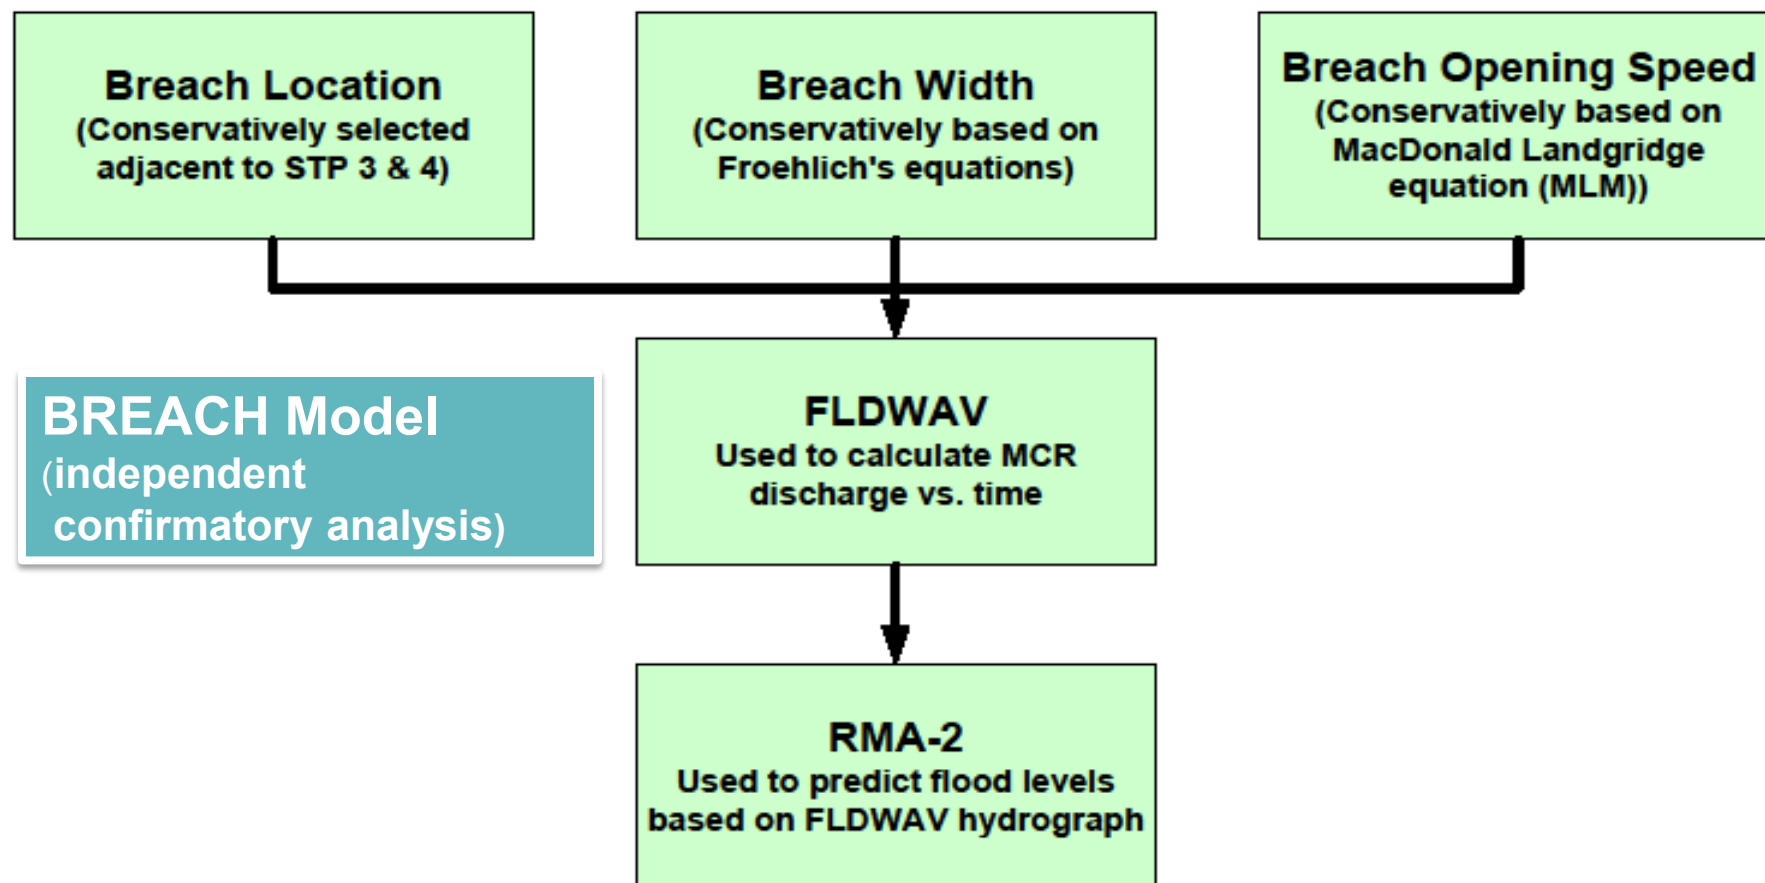 Breach Location
(Conservatively selected
adjacent to STP 3 & 4)
Breach Width
(Conservatively based on
Froehlich's equations)
Breach Opening Speed
(Conservatively based on
MacDonald Landgridge
equation (MLM))
BREACH Model
(independent
confirmatory analysis)
FLDWAV
Used to calculate MCR
discharge vs. time
RMA-2
Used to predict flood levels
based on FLDWAV hydrograph